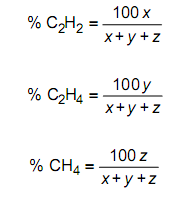 % C₂H₂ = 100 x / x + y + z
% C₂H₄ = 100 y / x + y + z
% CH₄ = 100 z / x + y + z